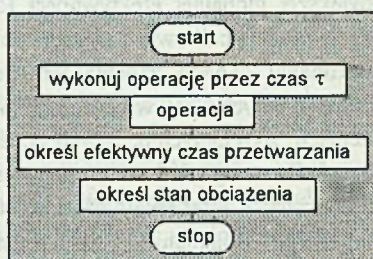 start
wykonuj operację przez czas τ
operacja
określ efektywny czas przetwarzania
określ stan obciążenia
stop